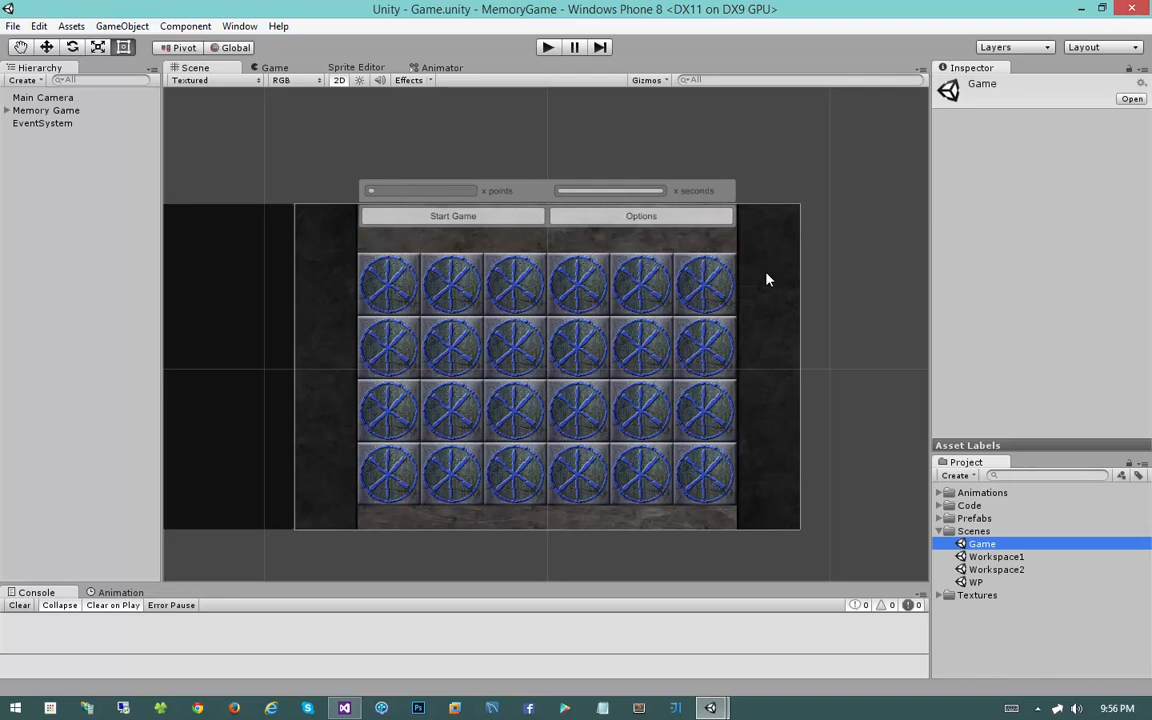 Unity - Game.unity - MemoryGame - Windows Phone 8 <DX11 on DX9 GPU>
File Edit Assets GameObject Component Window Help
Pivot Global Layers Layout
Hierarchy Scene Game Sprite Editor Animator Inspector
Create All Textured RGB 2D Effects Gizmos All
Game
Open
Main Camera
Memory Game
EventSystem
x points x seconds
Start Game Options
Asset Labels
Project
Create
Animations
Code
Prefabs
Scenes
Game
Workspace1
Workspace2
WP
Textures
Console Animation
Clear Collapse Clear on Play Error Pause 0 0 0
9:56 PM